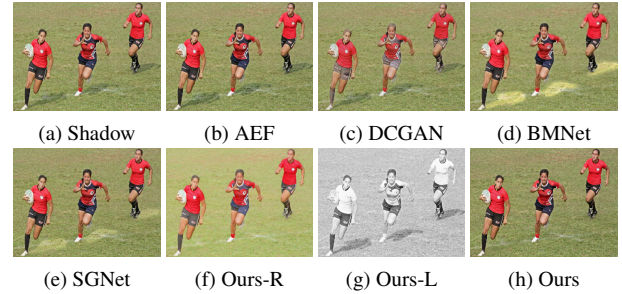 (a) Shadow (b) AEF (c) DCGAN (d) BMNet
(e) SGNet (f) Ours-R (g) Ours-L (h) Ours